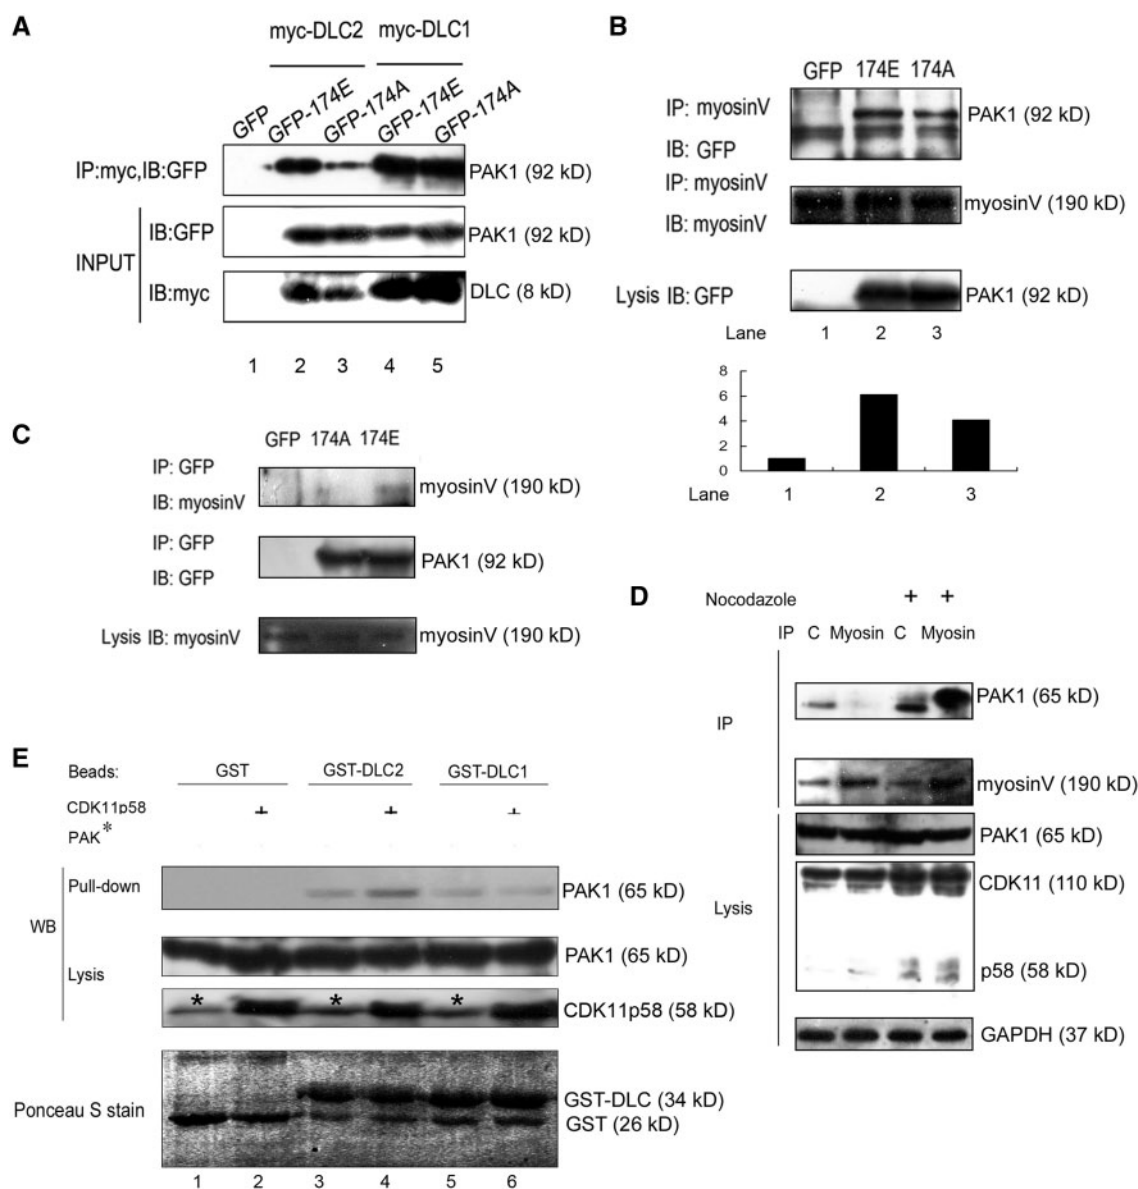 A
myc-DLC2 myc-DLC1
GFP GFP-174E GFP-174A GFP-174E GFP-174A
IP:myc,IB:GFP PAK1 (92 kD)
INPUT
IB:GFP PAK1 (92 kD)
IB:myc DLC (8 kD)
1 2 3 4 5
B
GFP 174E 174A
IP: myosinV
IB: GFP
PAK1 (92 kD)
IP: myosinV
IB: myosinV
myosinV (190 kD)
Lysis IB: GFP PAK1 (92 kD)
Lane 1 2 3
8
6
4
2
0
Lane 1 2 3
C
GFP 174A 174E
IP: GFP
IB: myosinV
myosinV (190 kD)
IP: GFP
IB: GFP
PAK1 (92 kD)
Lysis IB: myosinV myosinV (190 kD)
D
Nocodazole + +
IP C Myosin C Myosin
IP
PAK1 (65 kD)
myosinV (190 kD)
Lysis
PAK1 (65 kD)
CDK11 (110 kD)
p58 (58 kD)
GAPDH (37 kD)
E
Beads: GST GST-DLC2 GST-DLC1
CDK11p58 + + +
PAK*
WB
Pull-down PAK1 (65 kD)
Lysis
PAK1 (65 kD)
* * * CDK11p58 (58 kD)
Ponceau S stain
GST-DLC (34 kD)
GST (26 kD)
1 2 3 4 5 6